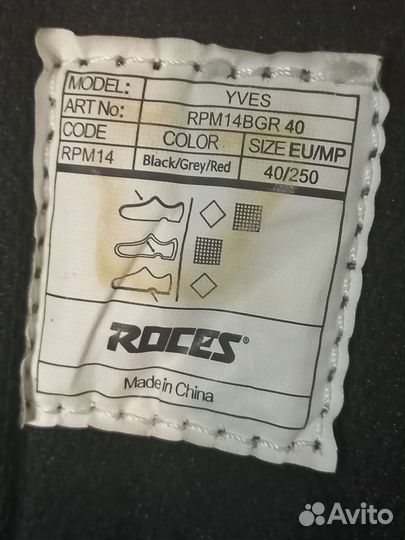 MODEL: YVES
ART No: RPM14BGR 40
CODE COLOR SIZE EU/MP
RPM14 Black/Grey/Red 40/250
ROCES®
Made in China
Avito